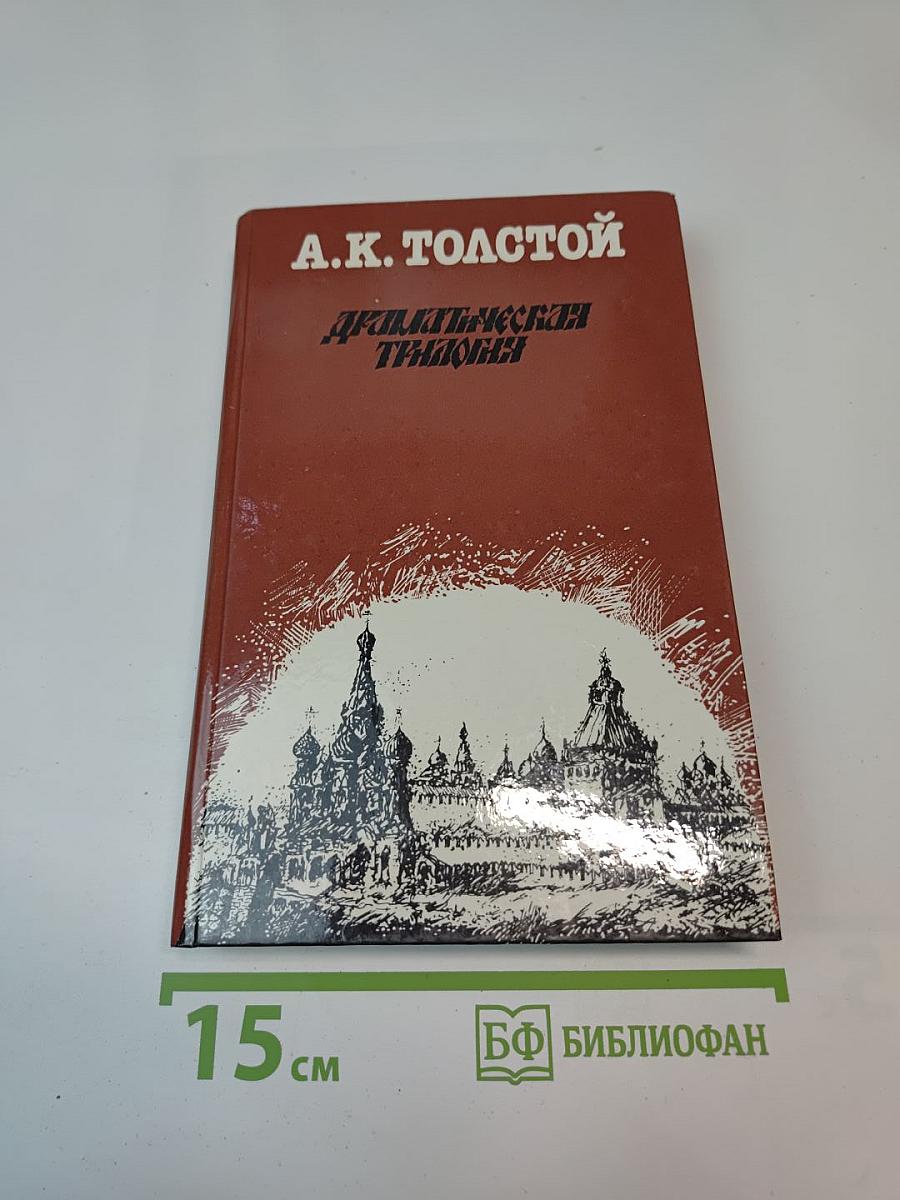 А.К. ТОЛСТОЙ
ДРАМАТИЧЕСКАЯ
ТРИЛОГИЯ
15 см
БФ БИБЛИОФАН